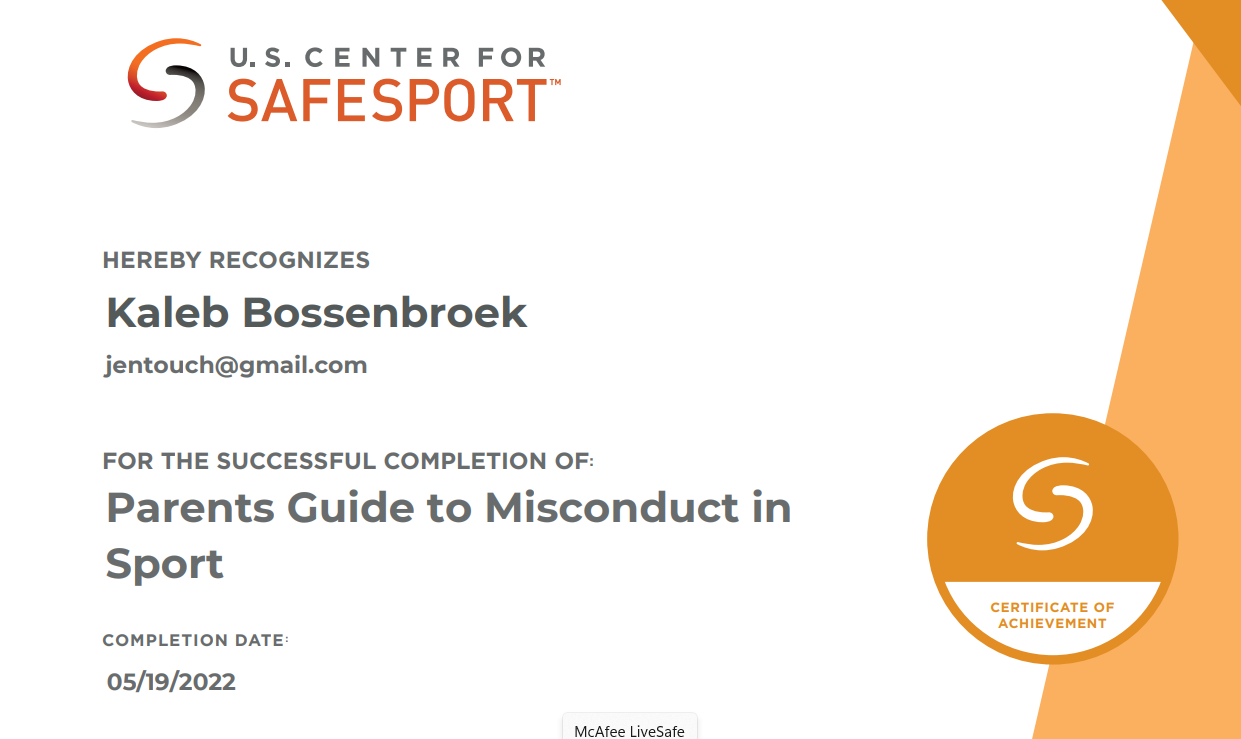 U.S. CENTER FOR
SAFESPORT™
HEREBY RECOGNIZES
Kaleb Bossenbroek
jentouch@gmail.com
FOR THE SUCCESSFUL COMPLETION OF:
Parents Guide to Misconduct in
Sport
CERTIFICATE OF
ACHIEVEMENT
COMPLETION DATE:
05/19/2022
McAfee LiveSafe